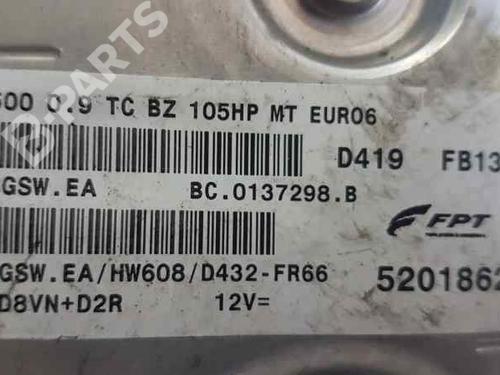 B-PARTS
500 0.9 TC BZ 105HP MT EURO6
D419 FB13
GSW.EA BC.0137298.B
FPT
GSW.EA/HW608/D432-FR66 5201862
D8VN+D2R 12V=